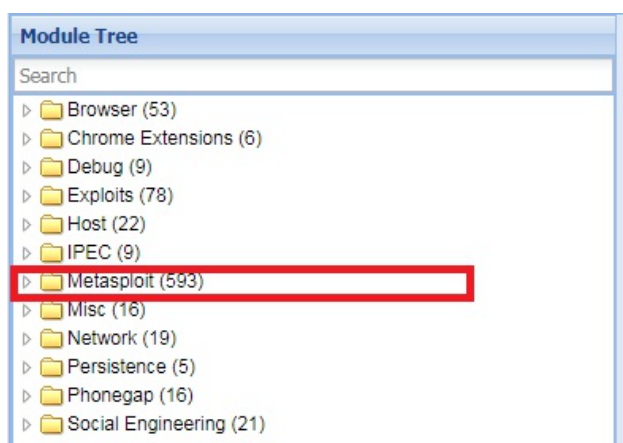 Module Tree
Search
Browser (53)
Chrome Extensions (6)
Debug (9)
Exploits (78)
Host (22)
IPEC (9)
Metasploit (593)
Misc (16)
Network (19)
Persistence (5)
Phonegap (16)
Social Engineering (21)